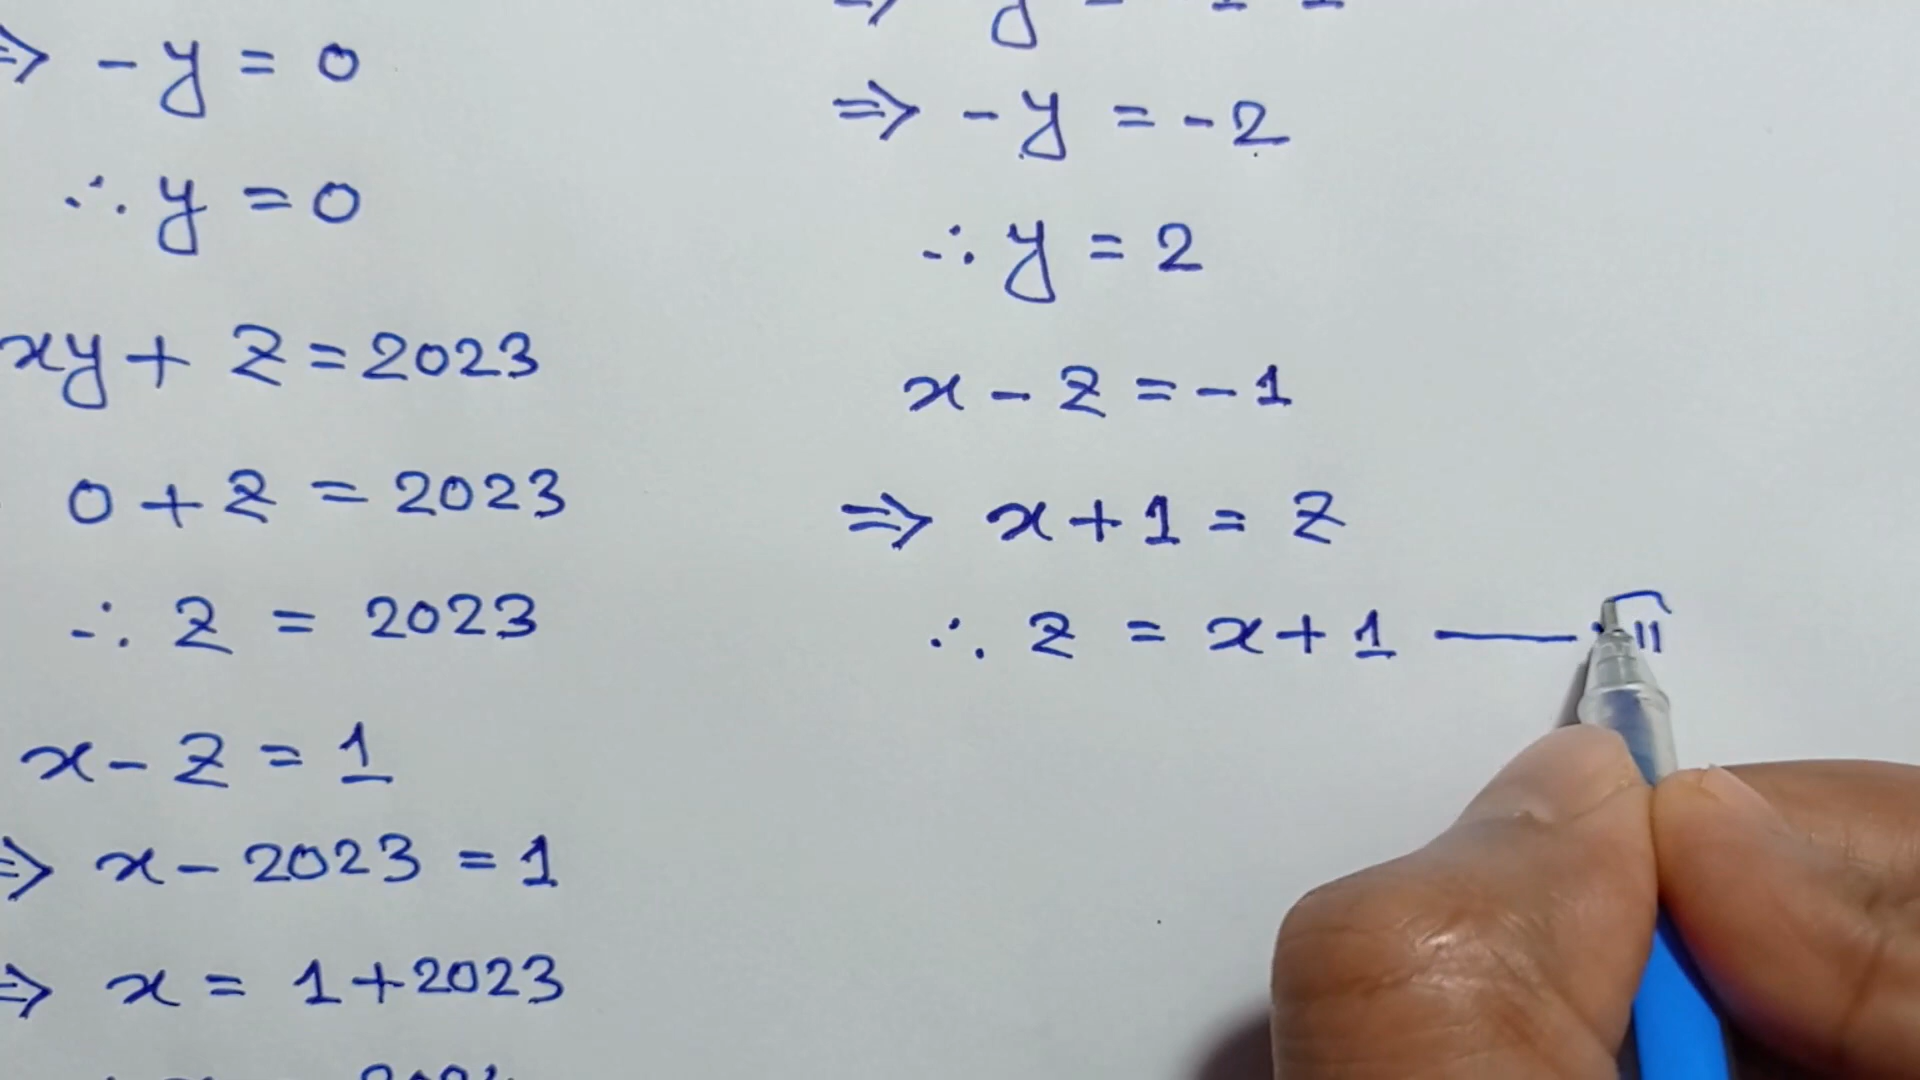 ⇒ -y = 0
∴ y = 0
xy + z = 2023
0 + z = 2023
∴ z = 2023
x - z = 1
⇒ x - 2023 = 1
⇒ x = 1 + 2023
⇒ -y = -2
∴ y = 2
x - z = -1
⇒ x + 1 = z
∴ z = x + 1 —